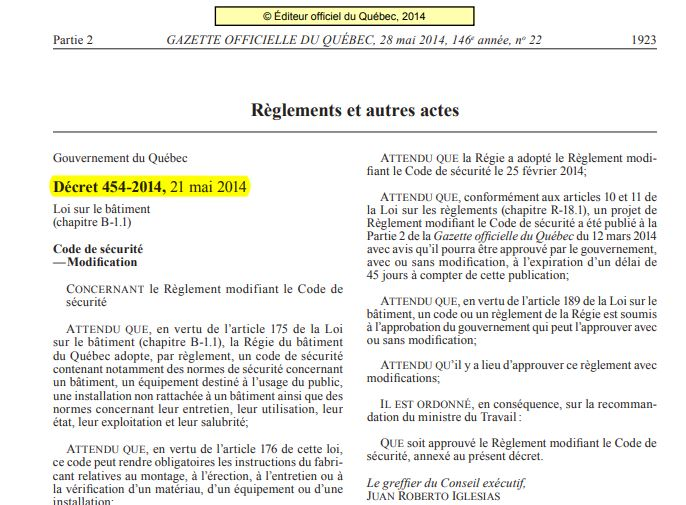 © Éditeur officiel du Québec, 2014
Partie 2 GAZETTE OFFICIELLE DU QUÉBEC, 28 mai 2014, 146e année, no 22 1923
Règlements et autres actes
Gouvernement du Québec
Décret 454-2014, 21 mai 2014
Loi sur le bâtiment
(chapitre B-1.1)
Code de sécurité
—Modification
CONCERNANT le Règlement modifiant le Code de
sécurité
ATTENDU QUE, en vertu de l'article 175 de la Loi
sur le bâtiment (chapitre B-1.1), la Régie du bâtiment
du Québec adopte, par règlement, un code de sécurité
contenant notamment des normes de sécurité concernant
un bâtiment, un équipement destiné à l'usage du public,
une installation non rattachée à un bâtiment ainsi que des
normes concernant leur entretien, leur utilisation, leur
état, leur exploitation et leur salubrité;
ATTENDU QUE, en vertu de l'article 176 de cette loi,
ce code peut rendre obligatoires les instructions du fabri-
cant relatives au montage, à l'érection, à l'entretien ou à
la vérification d'un matériau, d'un équipement ou d'une
installation;
ATTENDU QUE la Régie a adopté le Règlement modi-
fiant le Code de sécurité le 25 février 2014;
ATTENDU QUE, conformément aux articles 10 et 11 de
la Loi sur les règlements (chapitre R-18.1), un projet de
Règlement modifiant le Code de sécurité a été publié à la
Partie 2 de la Gazette officielle du Québec du 12 mars 2014
avec avis qu'il pourra être approuvé par le gouvernement,
avec ou sans modification, à l'expiration d'un délai de
45 jours à compter de cette publication;
ATTENDU QUE, en vertu de l'article 189 de la Loi sur le
bâtiment, un code ou un règlement de la Régie est soumis
à l'approbation du gouvernement qui peut l'approuver avec
ou sans modification;
ATTENDU QU'il y a lieu d'approuver ce règlement avec
modifications;
IL EST ORDONNÉ, en conséquence, sur la recomman-
dation du ministre du Travail :
QUE soit approuvé le Règlement modifiant le Code de
sécurité, annexé au présent décret.
Le greffier du Conseil exécutif,
JUAN ROBERTO IGLESIAS